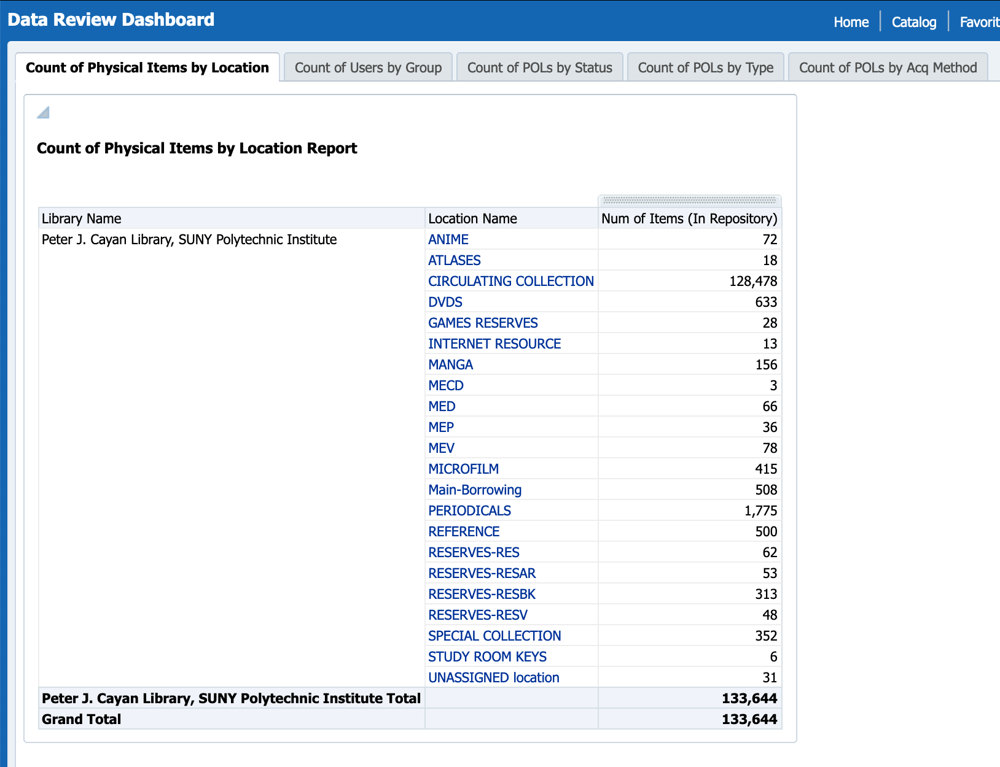 Data Review Dashboard
Home Catalog Favorit
Count of Physical Items by Location Count of Users by Group Count of POLs by Status Count of POLs by Type Count of POLs by Acq Method
Count of Physical Items by Location Report
Library Name Location Name Num of Items (In Repository)
Peter J. Cayan Library, SUNY Polytechnic Institute ANIME 72
ATLASES 18
CIRCULATING COLLECTION 128,478
DVDS 633
GAMES RESERVES 28
INTERNET RESOURCE 13
MANGA 156
MECD 3
MED 66
MEP 36
MEV 78
MICROFILM 415
Main-Borrowing 508
PERIODICALS 1,775
REFERENCE 500
RESERVES-RES 62
RESERVES-RESAR 53
RESERVES-RESBK 313
RESERVES-RESV 48
SPECIAL COLLECTION 352
STUDY ROOM KEYS 6
UNASSIGNED location 31
Peter J. Cayan Library, SUNY Polytechnic Institute Total 133,644
Grand Total 133,644